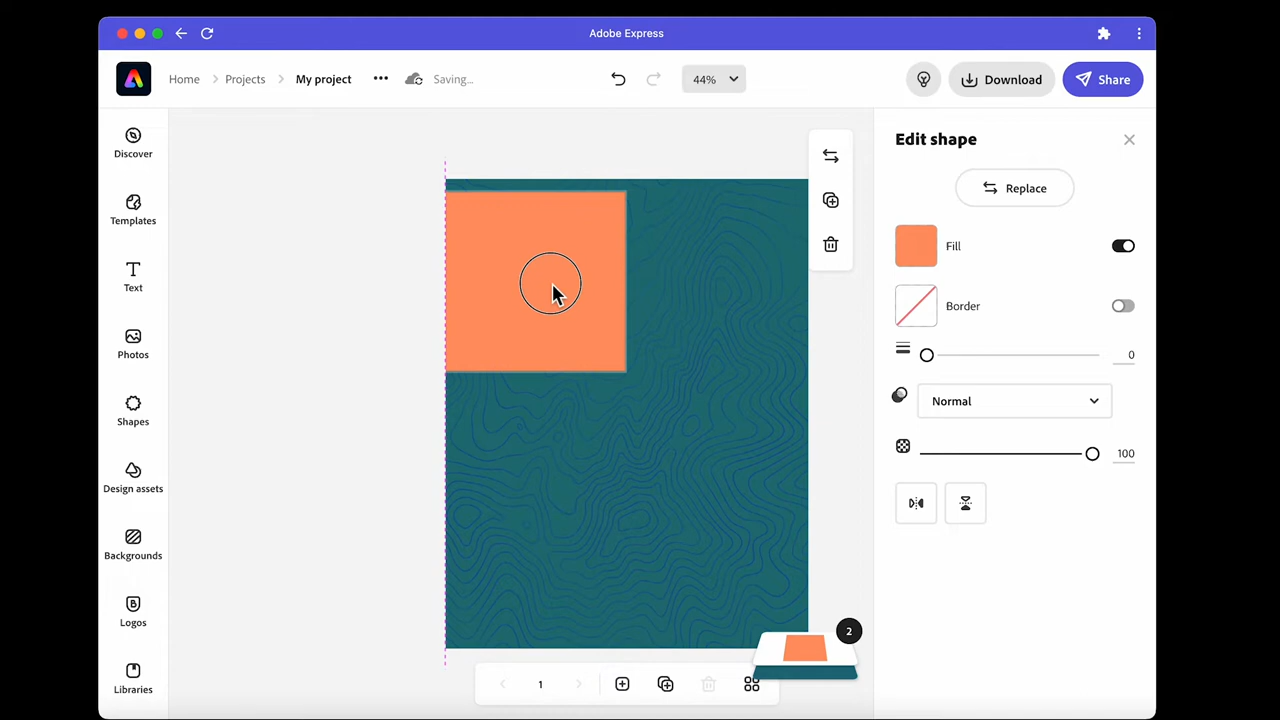 Adobe Express
Home
Projects
My project
Saving...
44%
Download
Share
Discover
Templates
Text
Photos
Shapes
Design assets
Backgrounds
Logos
Libraries
Edit shape
Replace
Fill
Border
0
Normal
100
2
1